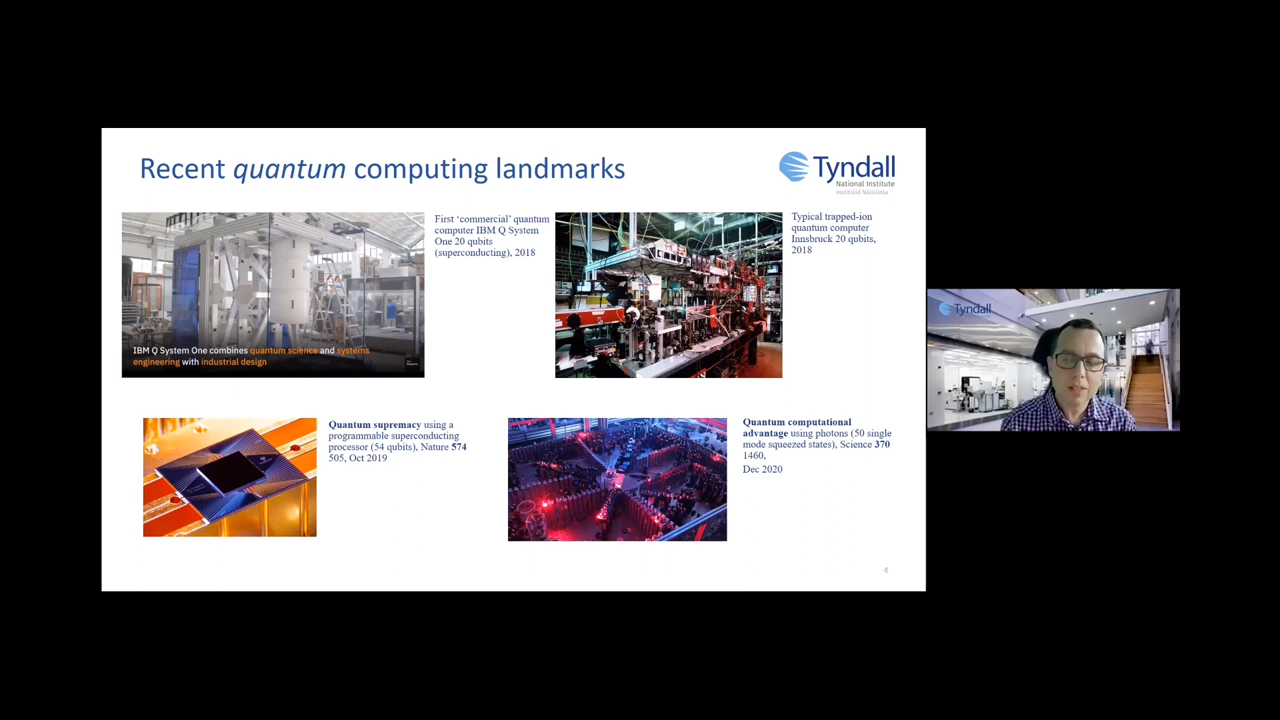 Recent quantum computing landmarks
Tyndall
National Institute
Institiúid Náisiúnta
First ‘commercial’ quantum
computer IBM Q System
One 20 qubits
(superconducting), 2018
Typical trapped-ion
quantum computer
Innsbruck 20 qubits,
2018
IBM Q System One combines quantum science and systems
engineering with industrial design
Quantum supremacy using a
programmable superconducting
processor (54 qubits), Nature 574
505, Oct 2019
Quantum computational
advantage using photons (50 single
mode squeezed states), Science 370
1460,
Dec 2020
4
Tyndall